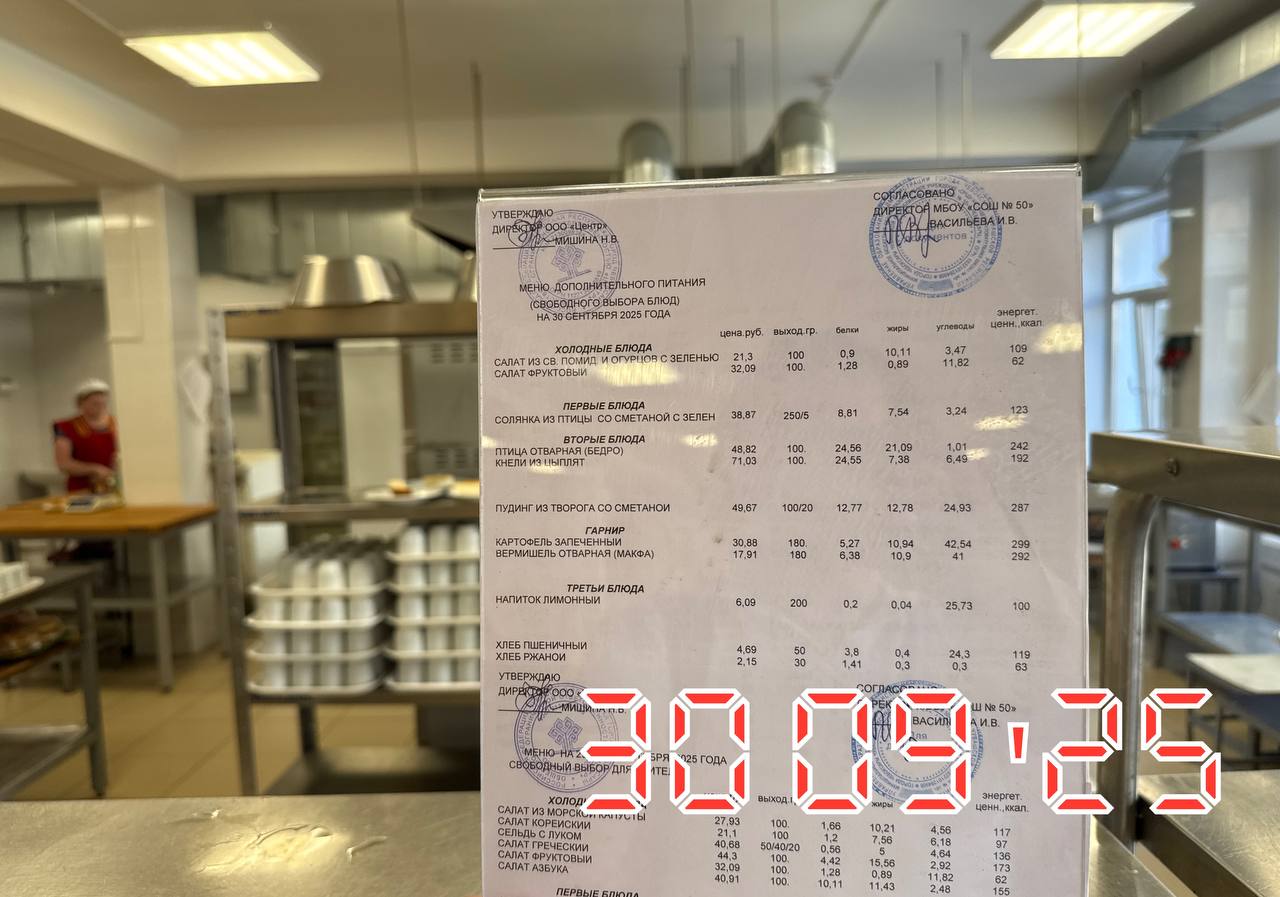 УТВЕРЖДАЮ
ДИРЕКТОР ООО «Центр»
МИШИНА Н.В.
СОГЛАСОВАНО
ДИРЕКТОР МБОУ «СОШ № 50»
ВАСИЛЬЕВА И.В.
МЕНЮ ДОПОЛНИТЕЛЬНОГО ПИТАНИЯ
(СВОБОДНОГО ВЫБОРА БЛЮД)
НА 30 СЕНТЯБРЯ 2025 ГОДА
цена.руб. выход.гр. белки жиры углеводы энергет. ценн.,ккал.
ХОЛОДНЫЕ БЛЮДА
САЛАТ ИЗ СВ. ПОМИД. И ОГУРЦОВ С ЗЕЛЕНЬЮ 21,3 100 0,9 10,11 3,47 109
САЛАТ ФРУКТОВЫЙ 32,09 100. 1,28 0,89 11,82 62
ПЕРВЫЕ БЛЮДА
СОЛЯНКА ИЗ ПТИЦЫ СО СМЕТАНОЙ С ЗЕЛЕН 38,87 250/5 8,81 7,54 3,24 123
ВТОРЫЕ БЛЮДА
ПТИЦА ОТВАРНАЯ (БЕДРО) 48,82 100. 24,56 21,09 1,01 242
КНЕЛИ ИЗ ЦЫПЛЯТ 71,03 100. 24,55 7,38 6,49 192
ПУДИНГ ИЗ ТВОРОГА СО СМЕТАНОЙ 49,67 100/20 12,77 12,78 24,93 287
ГАРНИР
КАРТОФЕЛЬ ЗАПЕЧЕННЫЙ 30,88 180. 5,27 10,94 42,54 299
ВЕРМИШЕЛЬ ОТВАРНАЯ (МАКФА) 17,91 180 6,38 10,9 41 292
ТРЕТЬИ БЛЮДА
НАПИТОК ЛИМОННЫЙ 6,09 200 0,2 0,04 25,73 100
ХЛЕБ ПШЕНИЧНЫЙ 4,69 50 3,8 0,4 24,3 119
ХЛЕБ РЖАНОЙ 2,15 30 1,41 0,3 0,3 63
УТВЕРЖДАЮ
ДИРЕКТОР ООО
МИШИНА Н.В.
СОГЛАСОВАНО
СОШ № 50»
И.В.
30 09 '25
МЕНЮ НА 2025 ГОДА
СВОБОДНЫЙ ВЫБОР ДЛЯ
выход.гр. жиры энергет. ценн.,ккал.
САЛАТ ИЗ МОРСКОЙ КАПУСТЫ 27,93 100. 1,66 10,21 4,56 117
САЛАТ КОРЕЙСКИЙ 21,1 100 1,2 7,56 6,18 97
СЕЛЬДЬ С ЛУКОМ 40,68 50/40/20 0,56 5 4,64 136
САЛАТ ГРЕЧЕСКИЙ 44,3 100. 4,42 15,56 2,92 173
САЛАТ ФРУКТОВЫЙ 32,09 100. 1,28 0,89 11,82 62
САЛАТ АЗБУКА 40,91 100. 10,11 11,43 2,48 155
ПЕРВЫЕ БЛЮДА